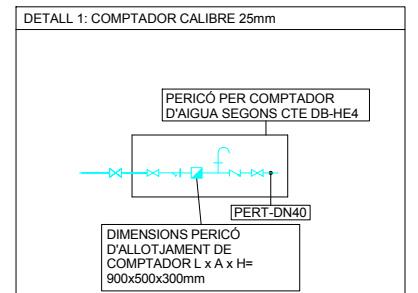 DETALL 1: COMPTADOR CALIBRE 25mm
PERICÓ PER COMPTADOR
D'AIGUA SEGONS CTE DB-HE4
PERT-DN40
DIMENSIONS PERICÓ
D'ALLOTJAMENT DE
COMPTADOR L x A x H=
900x500x300mm